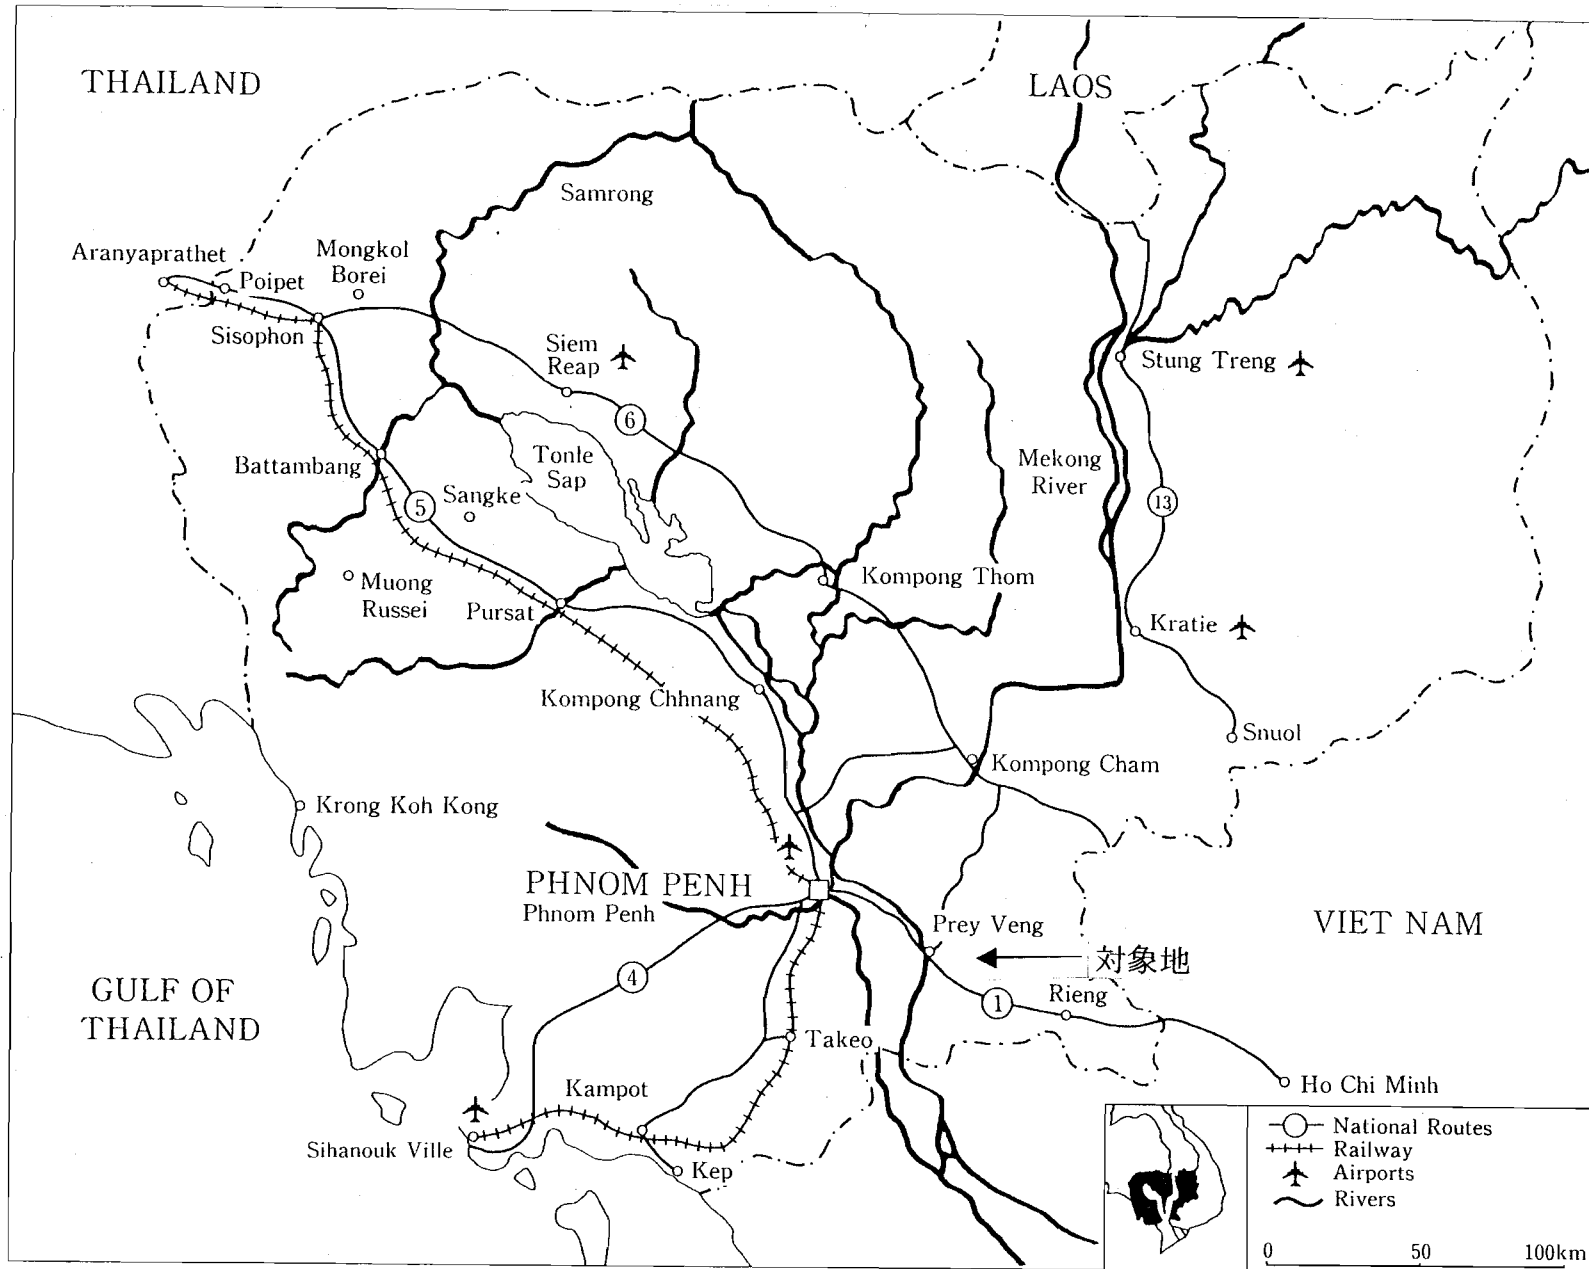 THAILAND
LAOS
Samrong
Aranyaprathet
Mongkol
Borei
Poipet
Sisophon
Siem
Reap
Stung Treng
6
Battambang
Tonle
Sap
Mekong
River
Sangke
5
13
Muong
Russei
Pursat
Kompong Thom
Kratie
Kompong Chhnang
Snuol
Kompong Cham
Krong Koh Kong
PHNOM PENH
Phnom Penh
Prey Veng
VIET NAM
対象地
4
GULF OF
THAILAND
1
Rieng
Takeo
Kampot
Ho Chi Minh
Sihanouk Ville
Kep
National Routes
Railway
Airports
Rivers
0 50 100km